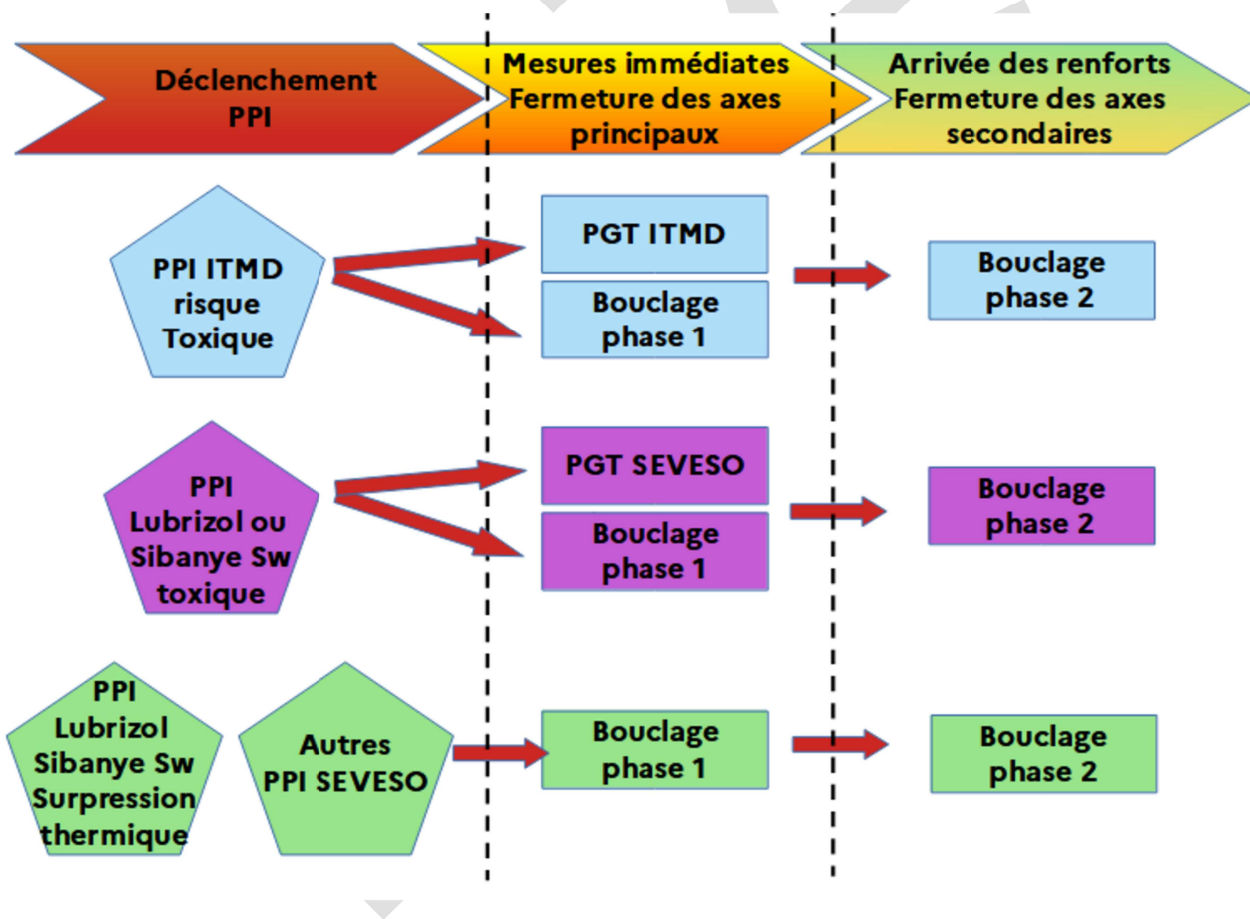 Déclenchement
PPI
Mesures immédiates
Fermeture des axes
principaux
Arrivée des renforts
Fermeture des axes
secondaires
PPI ITMD
risque
Toxique
PGT ITMD
Bouclage
phase 1
Bouclage
phase 2
PPI
Lubrizol ou
Sibanye Sw
toxique
PGT SEVESO
Bouclage
phase 1
Bouclage
phase 2
PPI
Lubrizol
Sibanye Sw
Surpression
thermique
Autres
PPI SEVESO
Bouclage
phase 1
Bouclage
phase 2